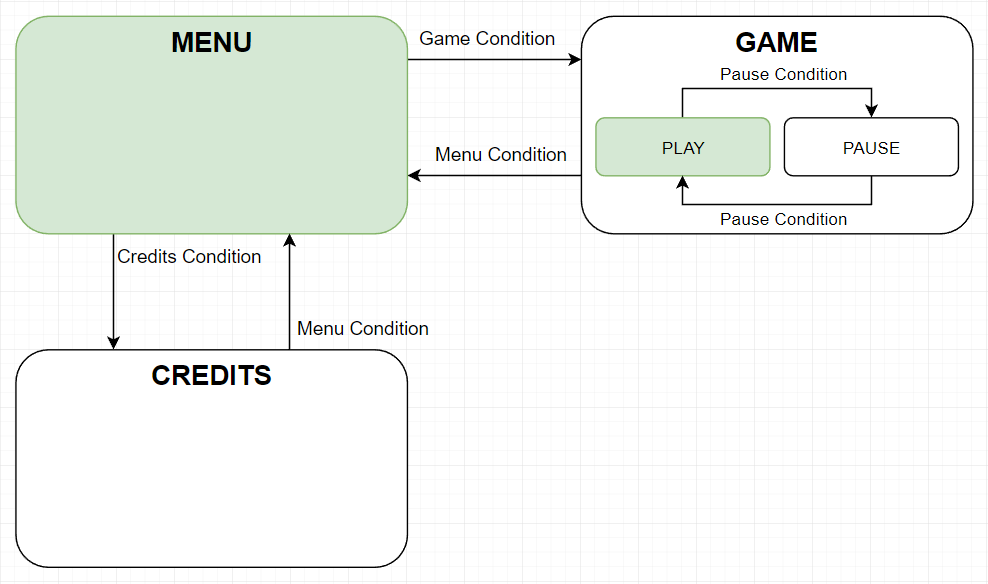 MENU
Game Condition
Menu Condition
GAME
Pause Condition
PLAY
PAUSE
Pause Condition
Credits Condition
Menu Condition
CREDITS